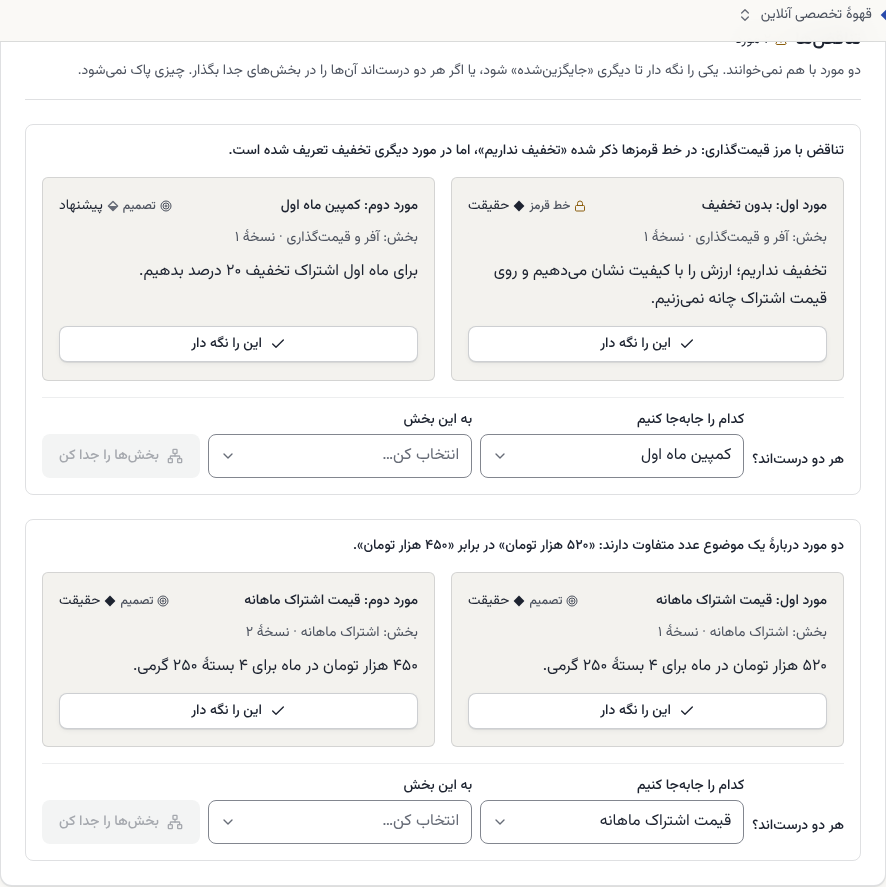 قهوهٔ تخصصی آنلاین
دو مورد با هم نمی‌خوانند. یکی را نگه دار تا دیگری «جایگزین‌شده» شود، یا اگر هر دو درست‌اند آن‌ها را در بخش‌های جدا بگذار. چیزی پاک نمی‌شود.
تناقض با مرز قیمت‌گذاری: در خط قرمزها ذکر شده «تخفیف نداریم»، اما در مورد دیگری تخفیف تعریف شده است.
مورد اول: بدون تخفیف
خط قرمز
حقیقت
بخش: آفر و قیمت‌گذاری · نسخهٔ ۱
تخفیف نداریم؛ ارزش را با کیفیت نشان می‌دهیم و روی
قیمت اشتراک چانه نمی‌زنیم.
این را نگه دار
مورد دوم: کمپین ماه اول
تصمیم
پیشنهاد
بخش: آفر و قیمت‌گذاری · نسخهٔ ۱
برای ماه اول اشتراک تخفیف ۲۰ درصد بدهیم.
این را نگه دار
هر دو درست‌اند؟
کدام را جابه‌جا کنیم
کمپین ماه اول
به این بخش
انتخاب کن…
بخش‌ها را جدا کن
دو مورد دربارهٔ یک موضوع عدد متفاوت دارند: «۵۲۰ هزار تومان» در برابر «۴۵۰ هزار تومان».
مورد اول: قیمت اشتراک ماهانه
تصمیم
حقیقت
بخش: اشتراک ماهانه · نسخهٔ ۱
۵۲۰ هزار تومان در ماه برای ۴ بستهٔ ۲۵۰ گرمی.
این را نگه دار
مورد دوم: قیمت اشتراک ماهانه
تصمیم
حقیقت
بخش: اشتراک ماهانه · نسخهٔ ۲
۴۵۰ هزار تومان در ماه برای ۴ بستهٔ ۲۵۰ گرمی.
این را نگه دار
هر دو درست‌اند؟
کدام را جابه‌جا کنیم
قیمت اشتراک ماهانه
به این بخش
انتخاب کن…
بخش‌ها را جدا کن